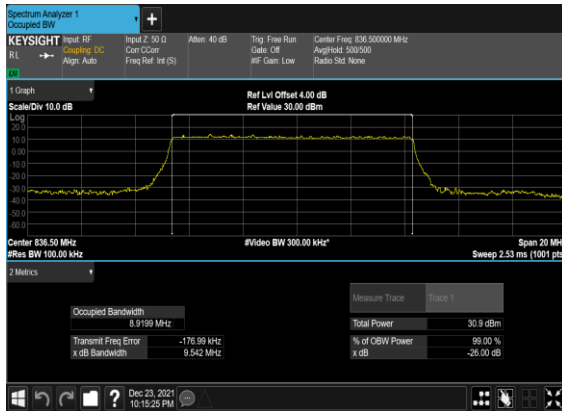 Spectrum Analyzer 1
Occupied BW
+
KEYSIGHT Input: RF Input Z: 50 Ω Atten: 40 dB Trig: Free Run Center Freq: 836.500000 MHz
RL Coupling: DC Corr CCorr Gate: Off Avg|Hold: 500/500
Align: Auto Freq Ref: Int (S) #IF Gain: Low Radio Std: None
LXI
1 Graph
Ref Lvl Offset 4.00 dB
Scale/Div 10.0 dB Ref Value 30.00 dBm
Log
20.0
10.0
0.00
-10.0
-20.0
-30.0
-40.0
-50.0
-60.0
Center 836.50 MHz #Video BW 300.00 kHz* Span 20 MH
#Res BW 100.00 kHz Sweep 2.53 ms (1001 pts
2 Metrics
Measure Trace Trace 1
Occupied Bandwidth
8.9199 MHz
Total Power 30.9 dBm
Transmit Freq Error -176.99 kHz % of OBW Power 99.00 %
x dB Bandwidth 9.542 MHz x dB -26.00 dB
? Dec 23, 2021
10:15:25 PM